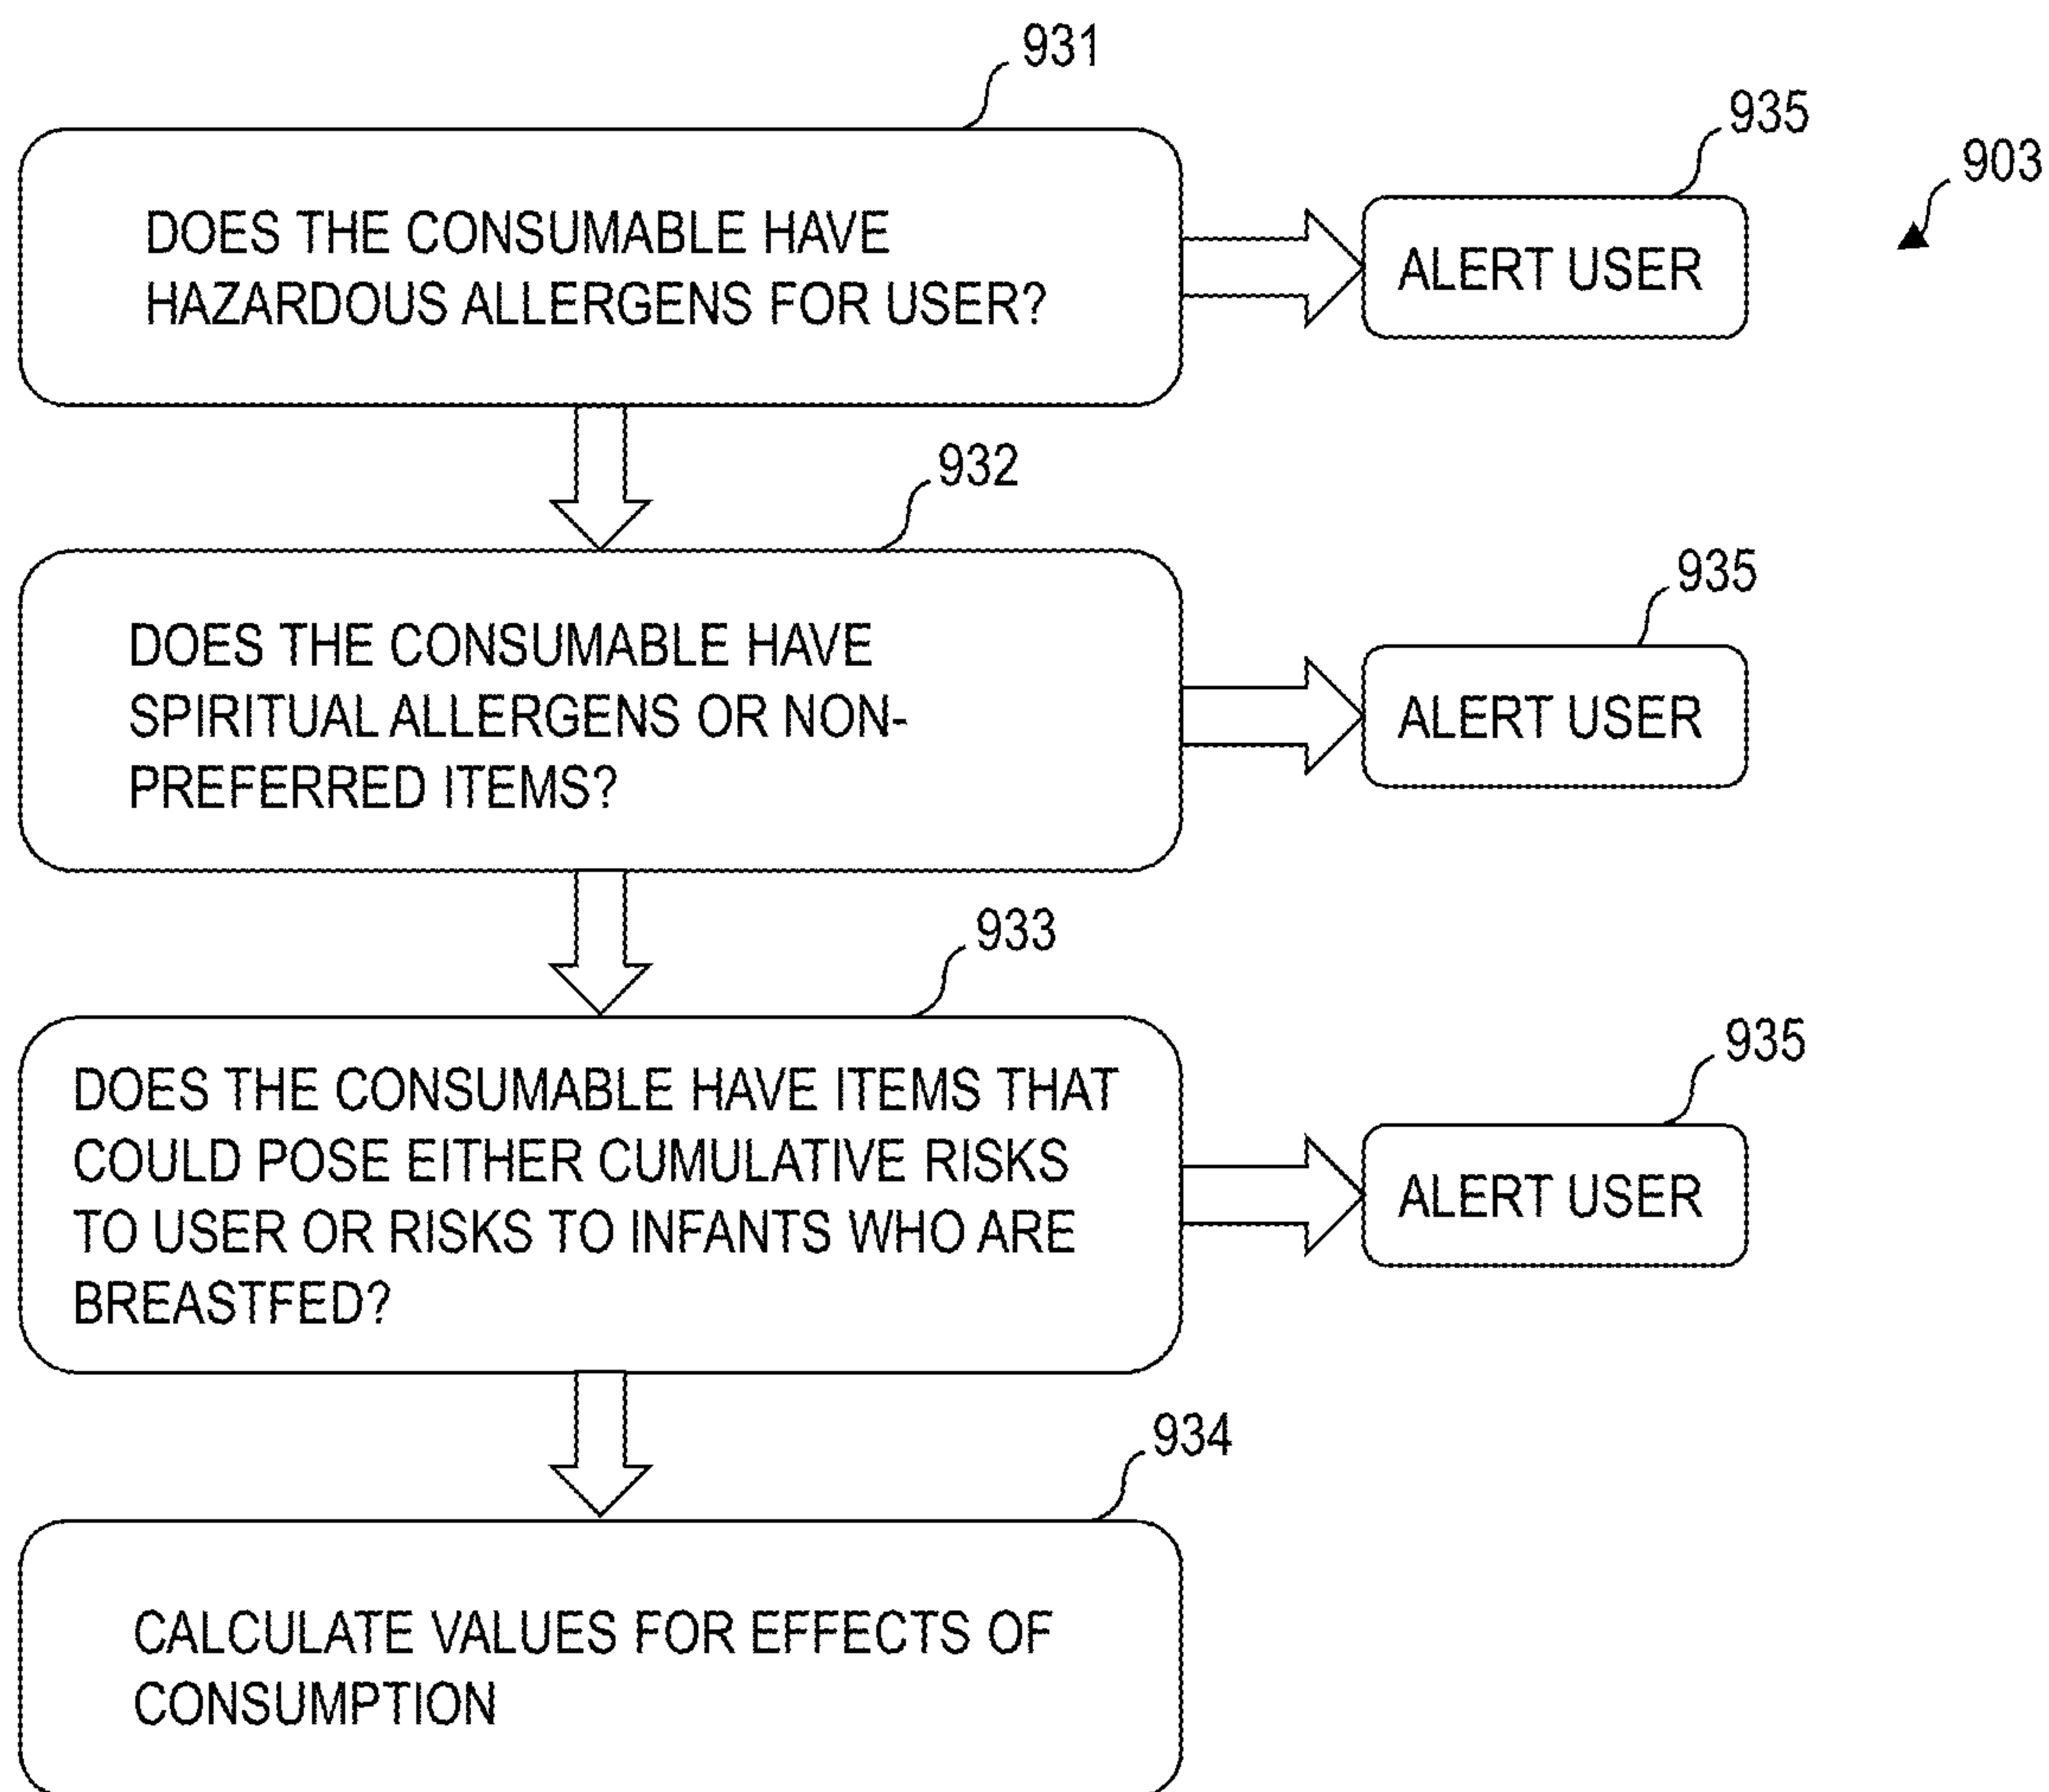 931
935
903
DOES THE CONSUMABLE HAVE
HAZARDOUS ALLERGENS FOR USER?
ALERT USER
932
935
DOES THE CONSUMABLE HAVE
SPIRITUAL ALLERGENS OR NON-
PREFERRED ITEMS?
ALERT USER
933
935
DOES THE CONSUMABLE HAVE ITEMS THAT
COULD POSE EITHER CUMULATIVE RISKS
TO USER OR RISKS TO INFANTS WHO ARE
BREASTFED?
ALERT USER
934
CALCULATE VALUES FOR EFFECTS OF
CONSUMPTION